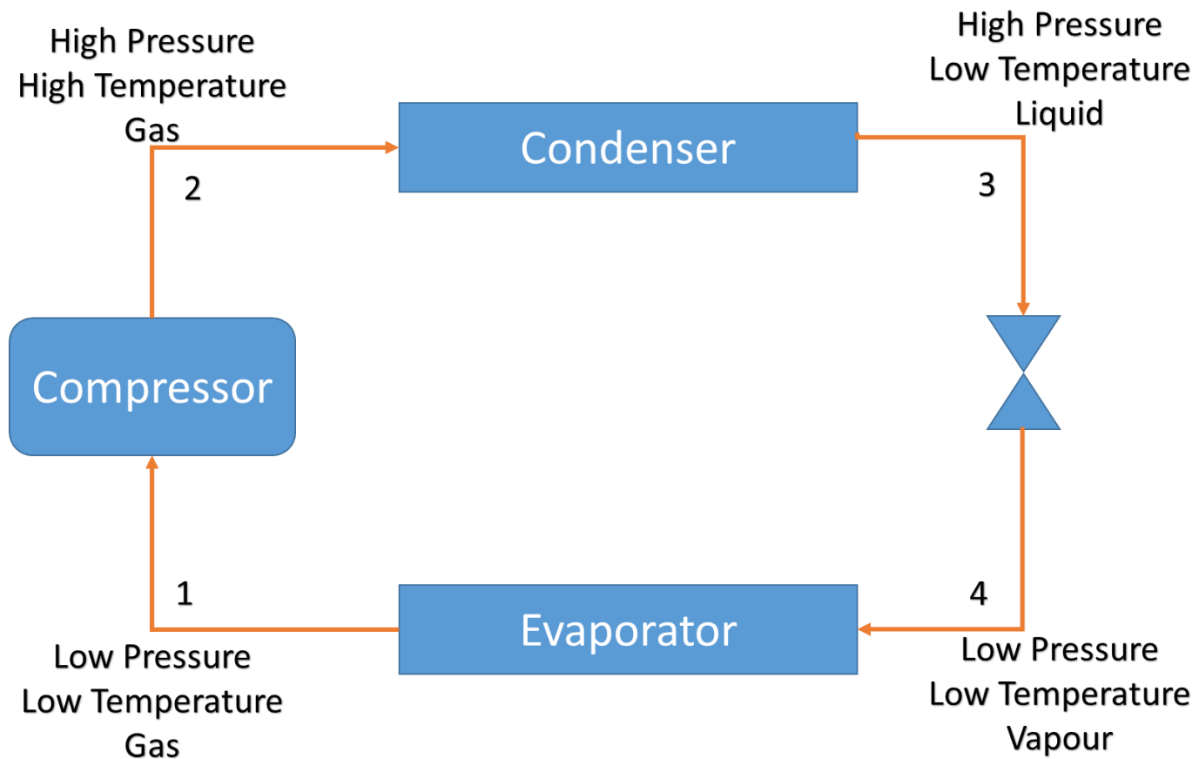 High Pressure
High Temperature
Gas
High Pressure
Low Temperature
Liquid
Condenser
2
3
Compressor
1
4
Evaporator
Low Pressure
Low Temperature
Gas
Low Pressure
Low Temperature
Vapour